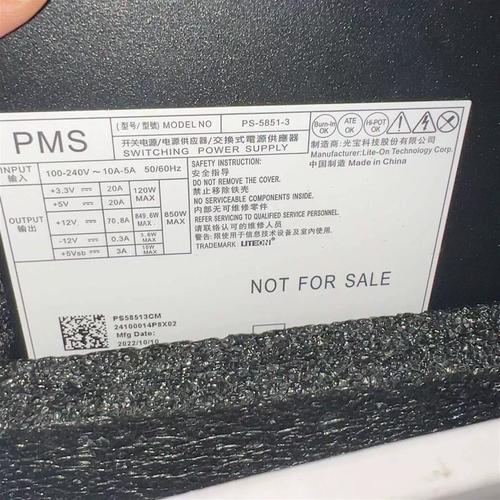 PMS
(型号/型號) MODEL NO PS-5851-3
开关电源/电源供应器/交换式電源供應器
SWITCHING POWER SUPPLY
Burn-in OK
ATE OK
Hi-POT OK
制造商: 光宝科技股份有限公司
Manufacturer: Lite-On Technology Corp.
中国制造 Made in China
INPUT 输入 100-240V ~ 10A-5A 50/60Hz
OUTPUT 输出
+3.3V 20A 120W MAX
+5V 20A
+12V 70.8A 849.6W MAX 850W MAX
-12V 0.3A 3.6W MAX
+5Vsb 3A 15W MAX
SAFETY INSTRUCTION:
安全指导
DO NOT REMOVE THE COVER.
禁止移除铁壳
NO SERVICEABLE COMPONENTS INSIDE.
内部无可维修零件
REFER SERVICING TO QUALIFIED SERVICE PERSONNEL.
请联络认可的维修人员
警告: 限使用于信息技术设备及室内使用.
TRADEMARK LITEON
NOT FOR SALE
PS58513CM
24100014P8X02
Mfg Date:
2022/10/10